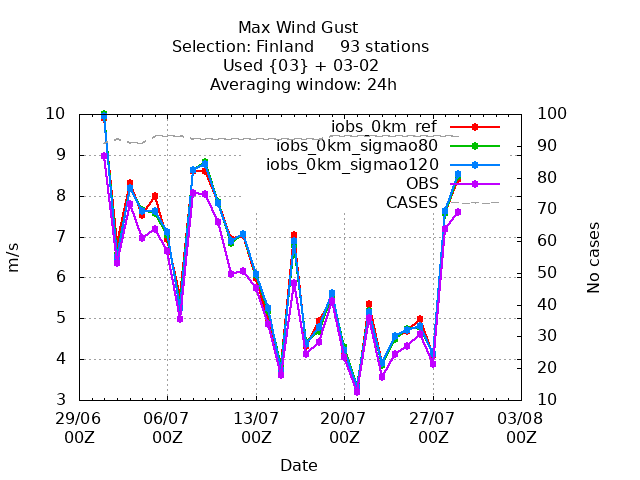 Max Wind Gust
Selection: Finland 93 stations
Used {03} + 03-02
Averaging window: 24h
iobs_0km_ref
iobs_0km_sigmao80
iobs_0km_sigmao120
OBS
CASES
10
9
8
7
6
5
4
3
m/s
100
90
80
70
60
50
40
30
20
10
No cases
29/06 06/07 13/07 20/07 27/07 03/08
00Z 00Z 00Z 00Z 00Z 00Z
Date